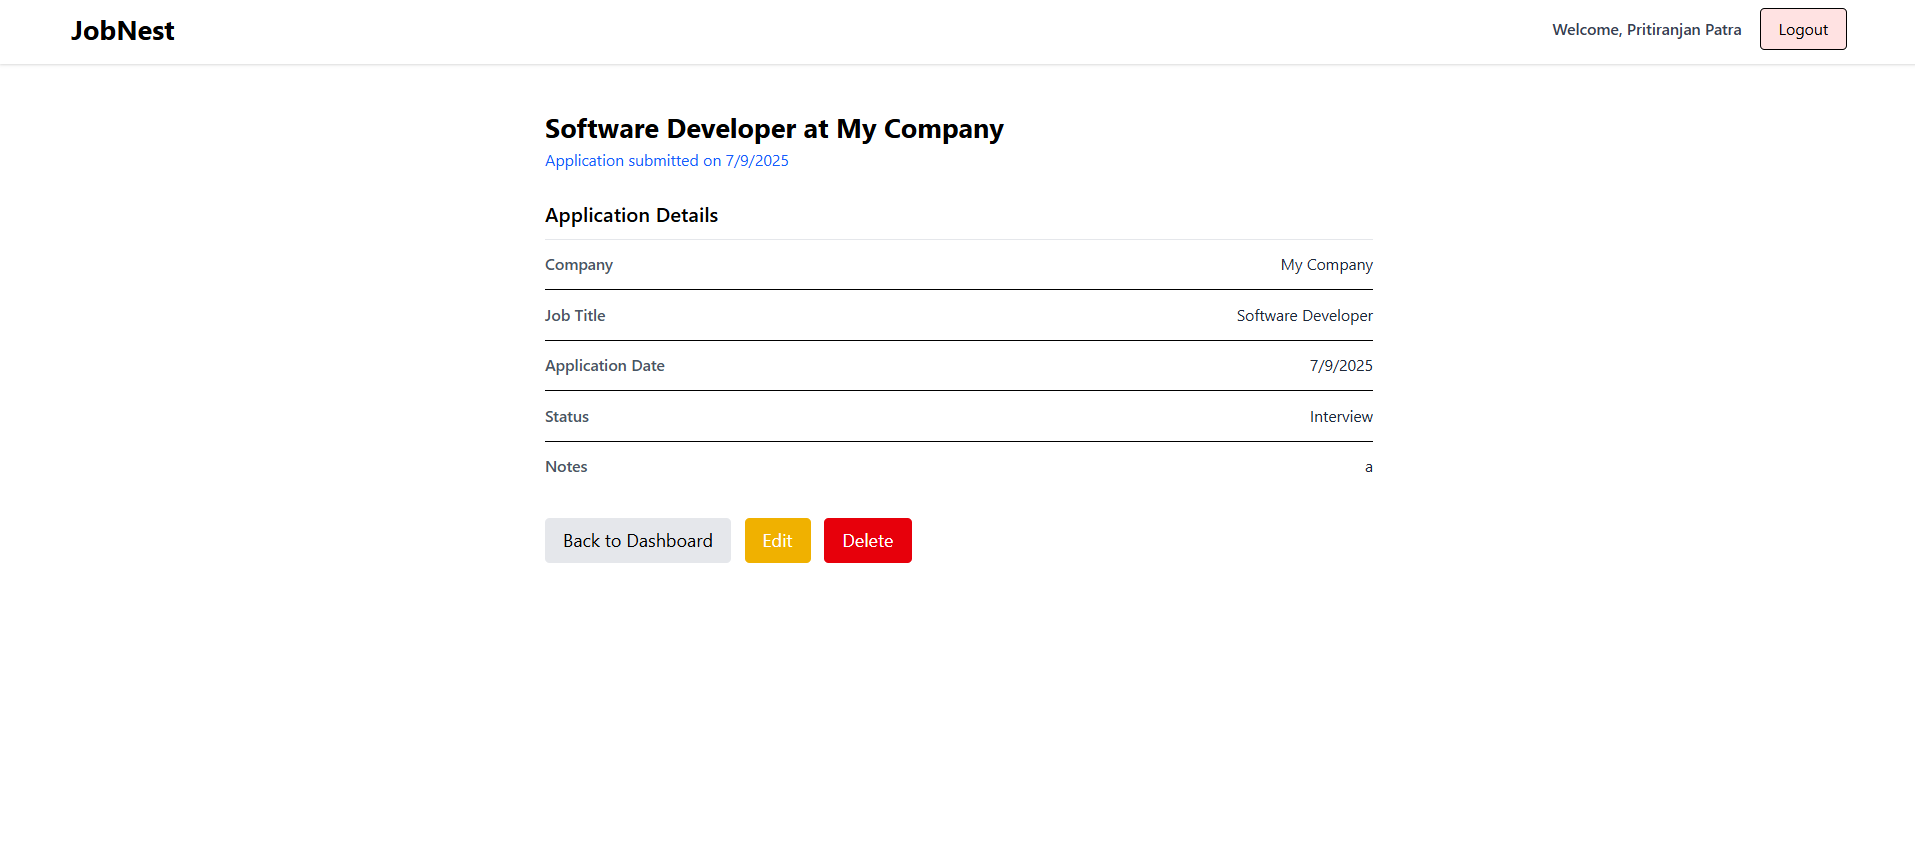 JobNest
Welcome, Pritiranjan Patra
Logout
Software Developer at My Company
Application submitted on 7/9/2025
Application Details
Company My Company
Job Title Software Developer
Application Date 7/9/2025
Status Interview
Notes a
Back to Dashboard Edit Delete